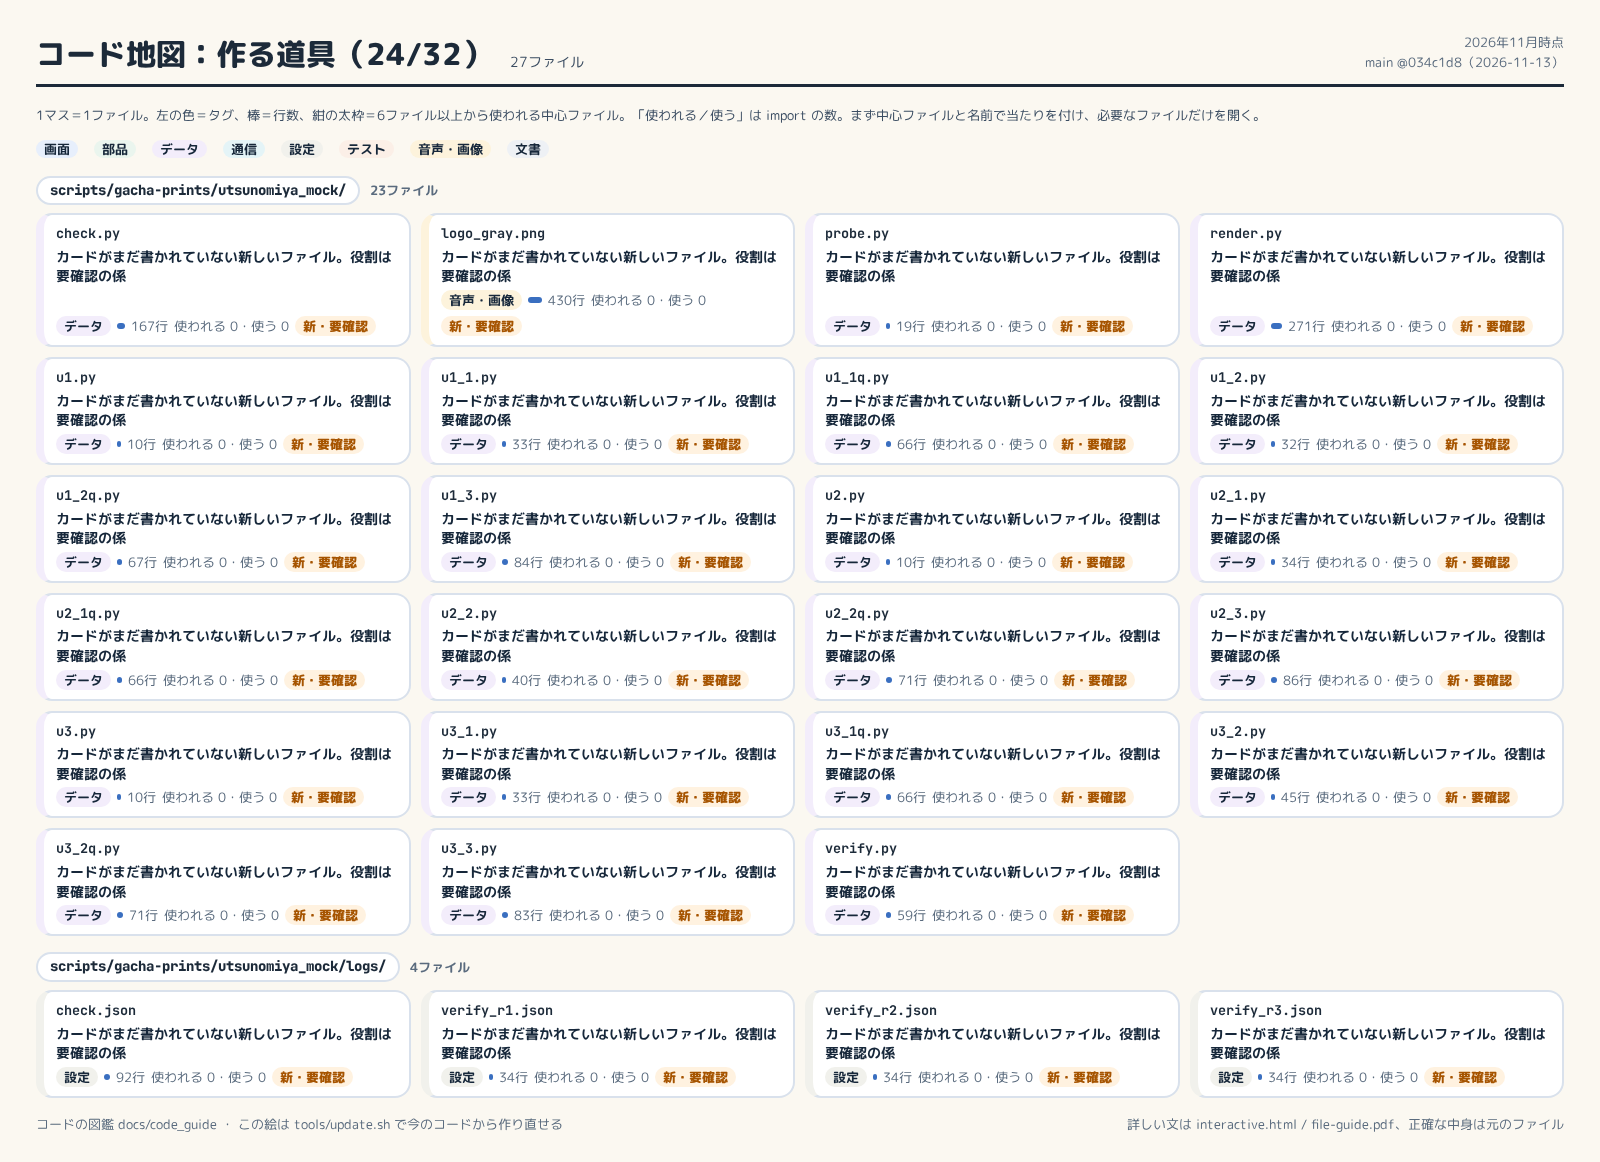 コード地図：作る道具（24/32） 27ファイル
2026年11月時点
main @034c1d8（2026-11-13）
1マス＝1ファイル。左の色＝タグ、棒＝行数、紺の太枠＝6ファイル以上から使われる中心ファイル。「使われる／使う」は import の数。まず中心ファイルと名前で当たりを付け、必要なファイルだけを開く。
画面 部品 データ 通信 設定 テスト 音声・画像 文書
scripts/gacha-prints/utsunomiya_mock/ 23ファイル
check.py
カードがまだ書かれていない新しいファイル。役割は
要確認の係
データ 167行 使われる 0・使う 0 新・要確認
logo_gray.png
カードがまだ書かれていない新しいファイル。役割は
要確認の係
音声・画像 430行 使われる 0・使う 0
新・要確認
probe.py
カードがまだ書かれていない新しいファイル。役割は
要確認の係
データ 19行 使われる 0・使う 0 新・要確認
render.py
カードがまだ書かれていない新しいファイル。役割は
要確認の係
データ 271行 使われる 0・使う 0 新・要確認
u1.py
カードがまだ書かれていない新しいファイル。役割は
要確認の係
データ 10行 使われる 0・使う 0 新・要確認
u1_1.py
カードがまだ書かれていない新しいファイル。役割は
要確認の係
データ 33行 使われる 0・使う 0 新・要確認
u1_1q.py
カードがまだ書かれていない新しいファイル。役割は
要確認の係
データ 66行 使われる 0・使う 0 新・要確認
u1_2.py
カードがまだ書かれていない新しいファイル。役割は
要確認の係
データ 32行 使われる 0・使う 0 新・要確認
u1_2q.py
カードがまだ書かれていない新しいファイル。役割は
要確認の係
データ 67行 使われる 0・使う 0 新・要確認
u1_3.py
カードがまだ書かれていない新しいファイル。役割は
要確認の係
データ 84行 使われる 0・使う 0 新・要確認
u2.py
カードがまだ書かれていない新しいファイル。役割は
要確認の係
データ 10行 使われる 0・使う 0 新・要確認
u2_1.py
カードがまだ書かれていない新しいファイル。役割は
要確認の係
データ 34行 使われる 0・使う 0 新・要確認
u2_1q.py
カードがまだ書かれていない新しいファイル。役割は
要確認の係
データ 66行 使われる 0・使う 0 新・要確認
u2_2.py
カードがまだ書かれていない新しいファイル。役割は
要確認の係
データ 40行 使われる 0・使う 0 新・要確認
u2_2q.py
カードがまだ書かれていない新しいファイル。役割は
要確認の係
データ 71行 使われる 0・使う 0 新・要確認
u2_3.py
カードがまだ書かれていない新しいファイル。役割は
要確認の係
データ 86行 使われる 0・使う 0 新・要確認
u3.py
カードがまだ書かれていない新しいファイル。役割は
要確認の係
データ 10行 使われる 0・使う 0 新・要確認
u3_1.py
カードがまだ書かれていない新しいファイル。役割は
要確認の係
データ 33行 使われる 0・使う 0 新・要確認
u3_1q.py
カードがまだ書かれていない新しいファイル。役割は
要確認の係
データ 66行 使われる 0・使う 0 新・要確認
u3_2.py
カードがまだ書かれていない新しいファイル。役割は
要確認の係
データ 45行 使われる 0・使う 0 新・要確認
u3_2q.py
カードがまだ書かれていない新しいファイル。役割は
要確認の係
データ 71行 使われる 0・使う 0 新・要確認
u3_3.py
カードがまだ書かれていない新しいファイル。役割は
要確認の係
データ 83行 使われる 0・使う 0 新・要確認
verify.py
カードがまだ書かれていない新しいファイル。役割は
要確認の係
データ 59行 使われる 0・使う 0 新・要確認
scripts/gacha-prints/utsunomiya_mock/logs/ 4ファイル
check.json
カードがまだ書かれていない新しいファイル。役割は
要確認の係
設定 92行 使われる 0・使う 0 新・要確認
verify_r1.json
カードがまだ書かれていない新しいファイル。役割は
要確認の係
設定 34行 使われる 0・使う 0 新・要確認
verify_r2.json
カードがまだ書かれていない新しいファイル。役割は
要確認の係
設定 34行 使われる 0・使う 0 新・要確認
verify_r3.json
カードがまだ書かれていない新しいファイル。役割は
要確認の係
設定 34行 使われる 0・使う 0 新・要確認
コードの図鑑 docs/code_guide ・ この絵は tools/update.sh で今のコードから作り直せる
詳しい文は interactive.html / file-guide.pdf、正確な中身は元のファイル